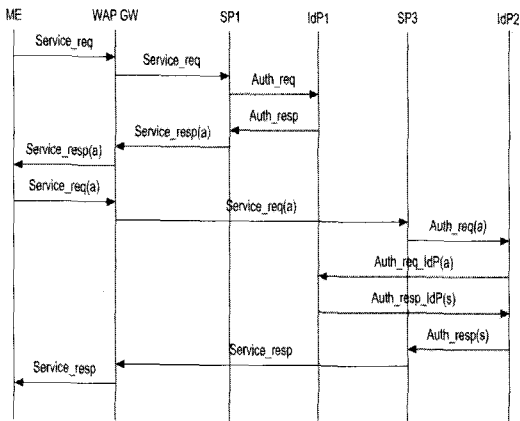 ME WAP GW SP1 IdP1 SP3 IdP2
Service_req
Service_req
Auth_req
Auth_resp
Service_resp(a)
Service_resp(a)
Service_req(a)
Service_req(a)
Auth_req(a)
Auth_req_IdP(a)
Auth_resp_IdP(s)
Auth_resp(s)
Service_resp
Service_resp